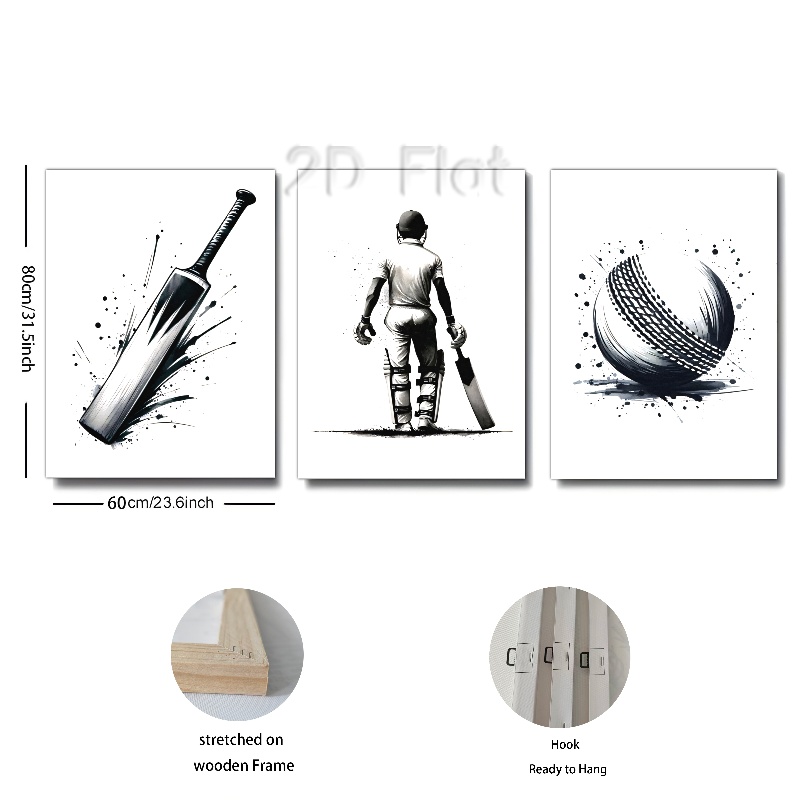 2D Flat
80cm/31.5inch
60cm/23.6inch
stretched on
wooden Frame
Hook
Ready to Hang